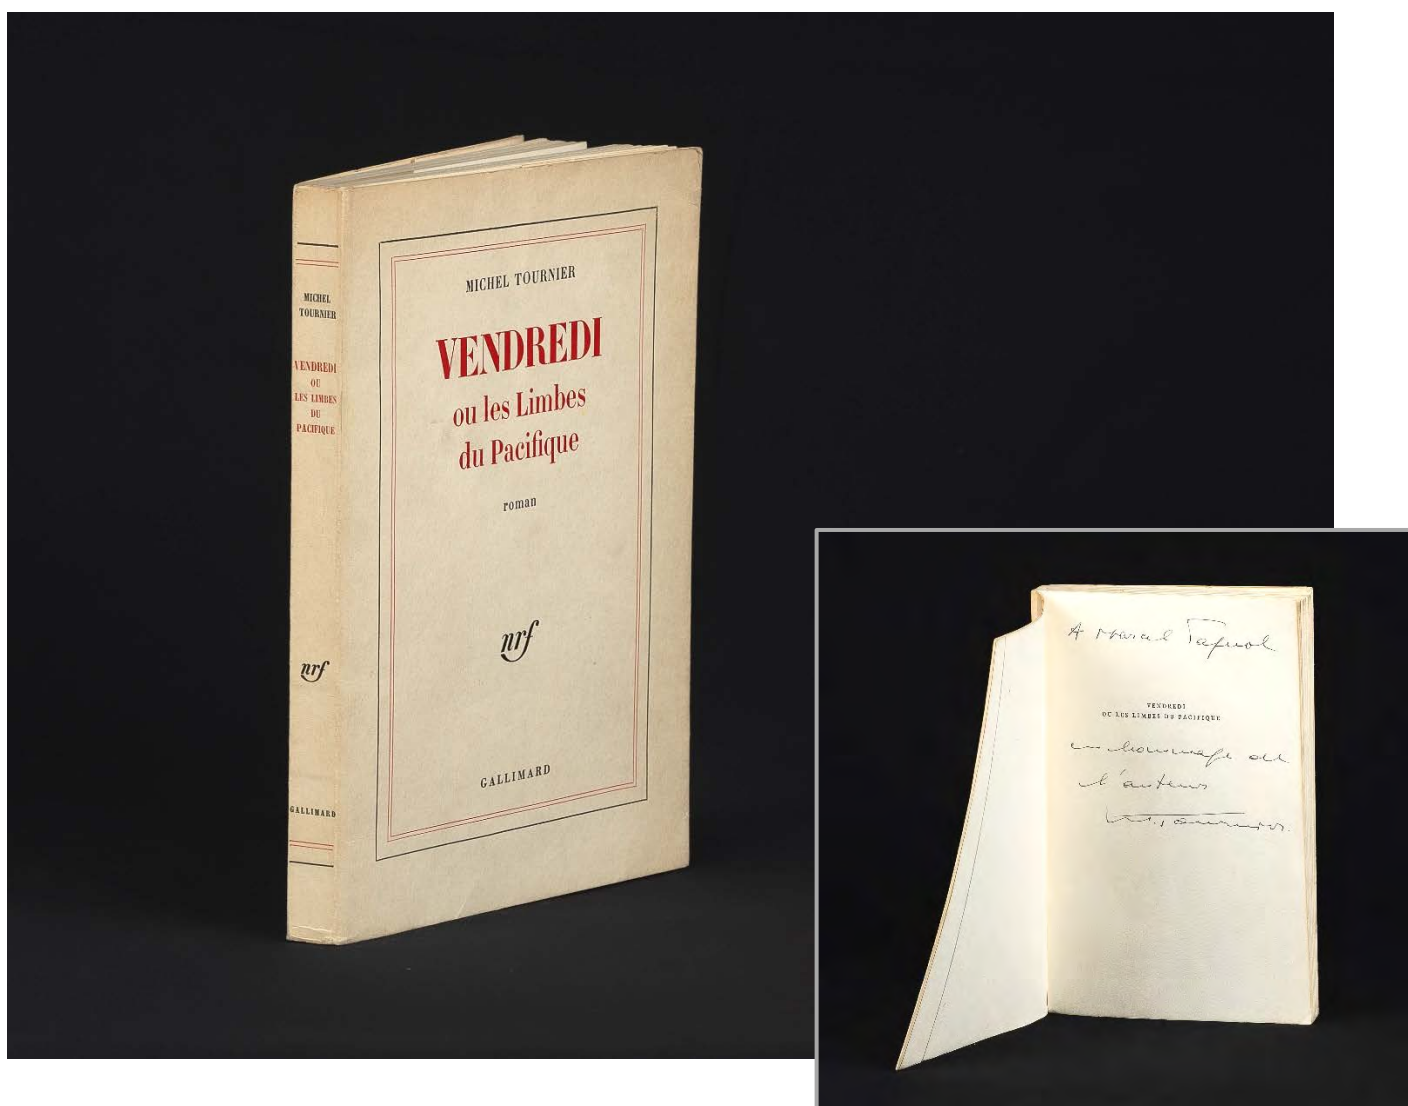 MICHEL
TOURNIER
VENDREDI
OU
LES LIMBES
DU
PACIFIQUE
nrf
GALLIMARD
MICHEL TOURNIER
VENDREDI
ou les Limbes
du Pacifique
roman
nrf
GALLIMARD
A Marcel Pagnol
VENDREDI
OU LES LIMBES DU PACIFIQUE
en hommage de
l'auteur
M. Tournier